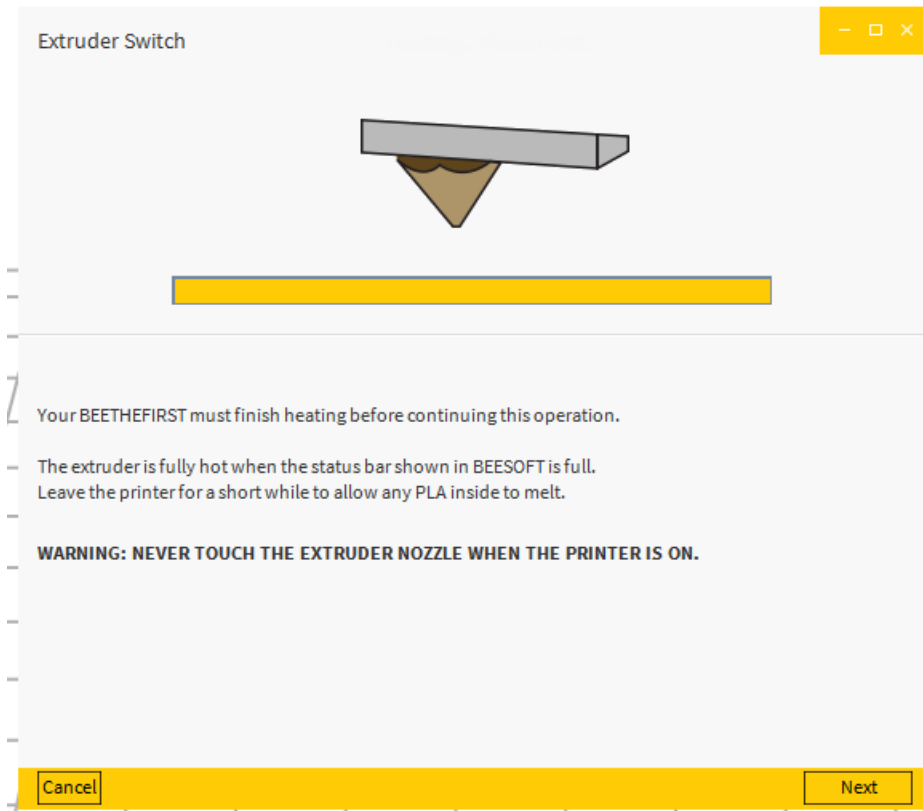 Extruder Switch
Your BEETHEFIRST must finish heating before continuing this operation.
The extruder is fully hot when the status bar shown in BEESOFT is full.
Leave the printer for a short while to allow any PLA inside to melt.
WARNING: NEVER TOUCH THE EXTRUDER NOZZLE WHEN THE PRINTER IS ON.
Cancel
Next